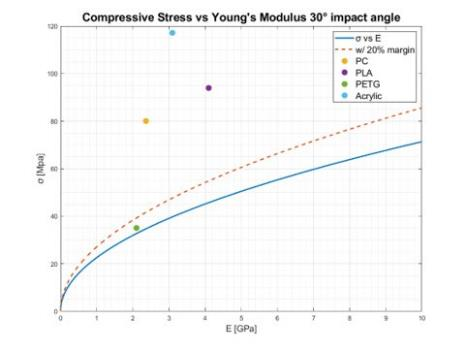 Compressive Stress vs Young's Modulus 30° impact angle
σ vs E
w/ 20% margin
PC
PLA
PETG
Acrylic
120
100
80
60
40
20
0
σ [Mpa]
0 1 2 3 4 5 6 7 8 9 10
E [GPa]